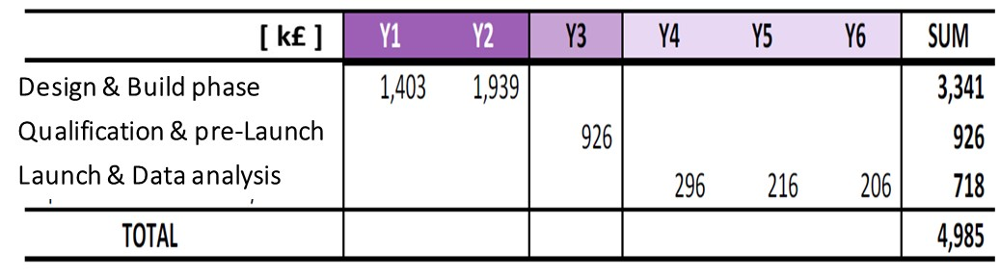 [ k£ ] Y1 Y2 Y3 Y4 Y5 Y6 SUM
Design & Build phase 1,403 1,939 3,341
Qualification & pre-Launch 926 926
Launch & Data analysis 296 216 206 718
TOTAL 4,985